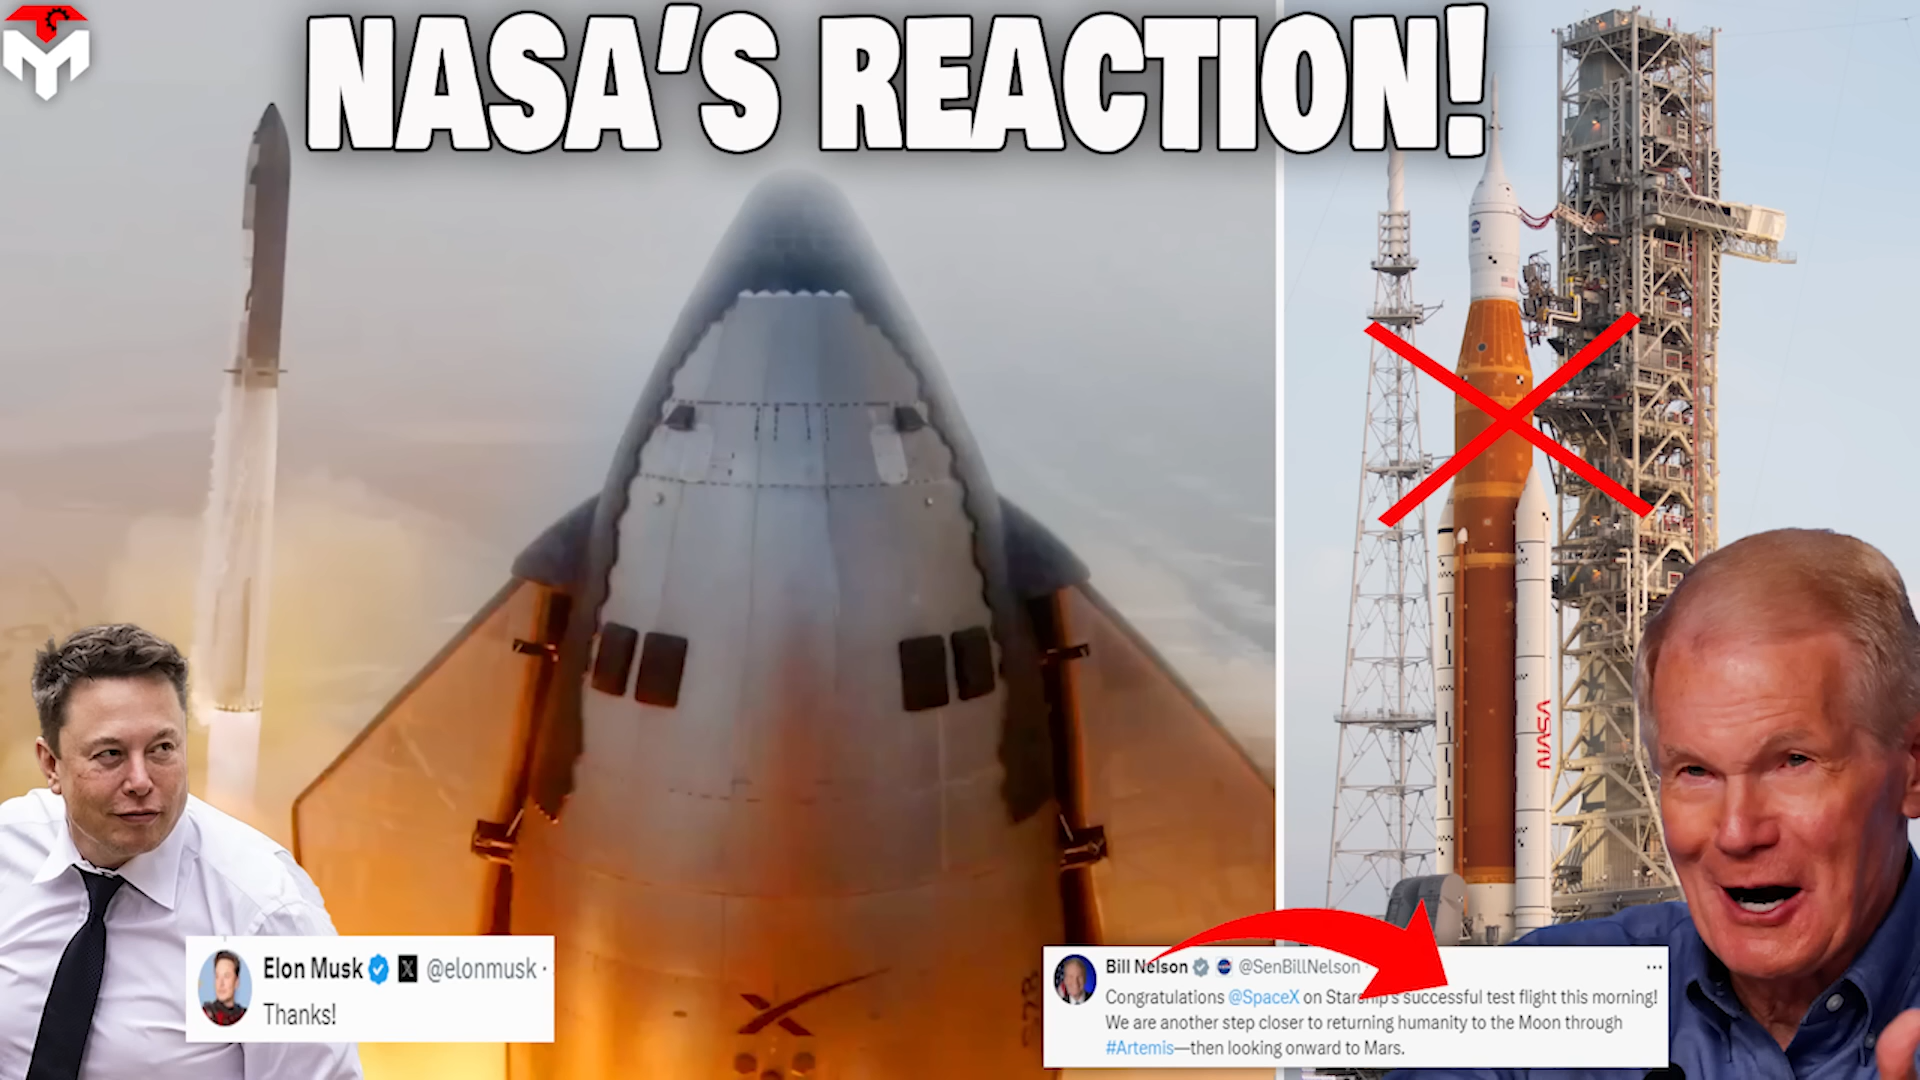 NASA'S REACTION!
NASA
Elon Musk @elonmusk ·
Thanks!
Bill Nelson @SenBillNelson
Congratulations @SpaceX on Starship's successful test flight this morning!
We are another step closer to returning humanity to the Moon through
#Artemis—then looking onward to Mars.